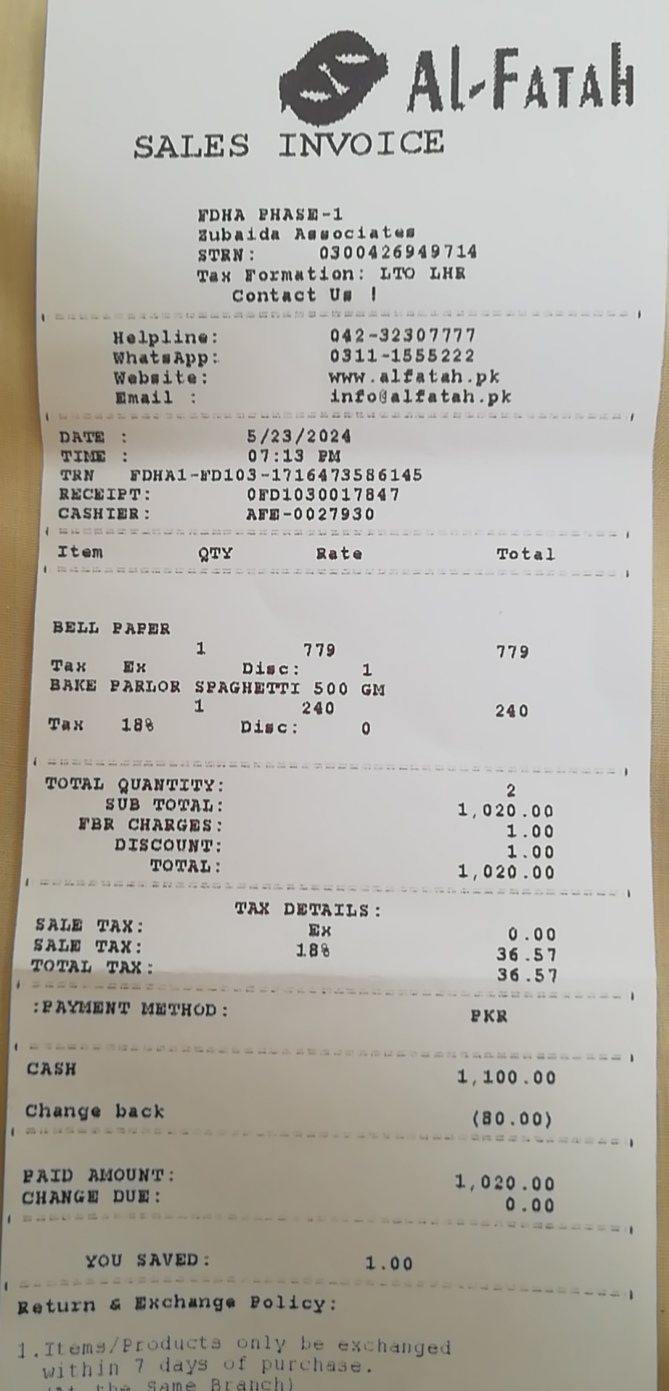 Al-Fatah
SALES INVOICE
FDHA PHASE-1
Zubaida Associates
STRN: 0300426949714
Tax Formation: LTO LHR
Contact Us !
Helpline: 042-32307777
WhatsApp: 0311-1555222
Website: www.alfatah.pk
Email : info@alfatah.pk
DATE : 5/23/2024
TIME : 07:13 PM
TRN FDHA1-FD103-1716473586145
RECEIPT: 0FD1030017847
CASHIER: AFE-0027930
Item QTY Rate Total
BELL PAPER
1 779 779
Tax Ex Disc: 1
BAKE PARLOR SPAGHETTI 500 GM
1 240 240
Tax 18% Disc: 0
TOTAL QUANTITY: 2
SUB TOTAL: 1,020.00
FBR CHARGES: 1.00
DISCOUNT: 1.00
TOTAL: 1,020.00
TAX DETAILS:
SALE TAX: Ex 0.00
SALE TAX: 18% 36.57
TOTAL TAX: 36.57
:PAYMENT METHOD: PKR
CASH 1,100.00
Change back (80.00)
PAID AMOUNT: 1,020.00
CHANGE DUE: 0.00
YOU SAVED: 1.00
Return & Exchange Policy:
1.Items/Products only be exchanged
within 7 days of purchase.
(At the Same Branch)